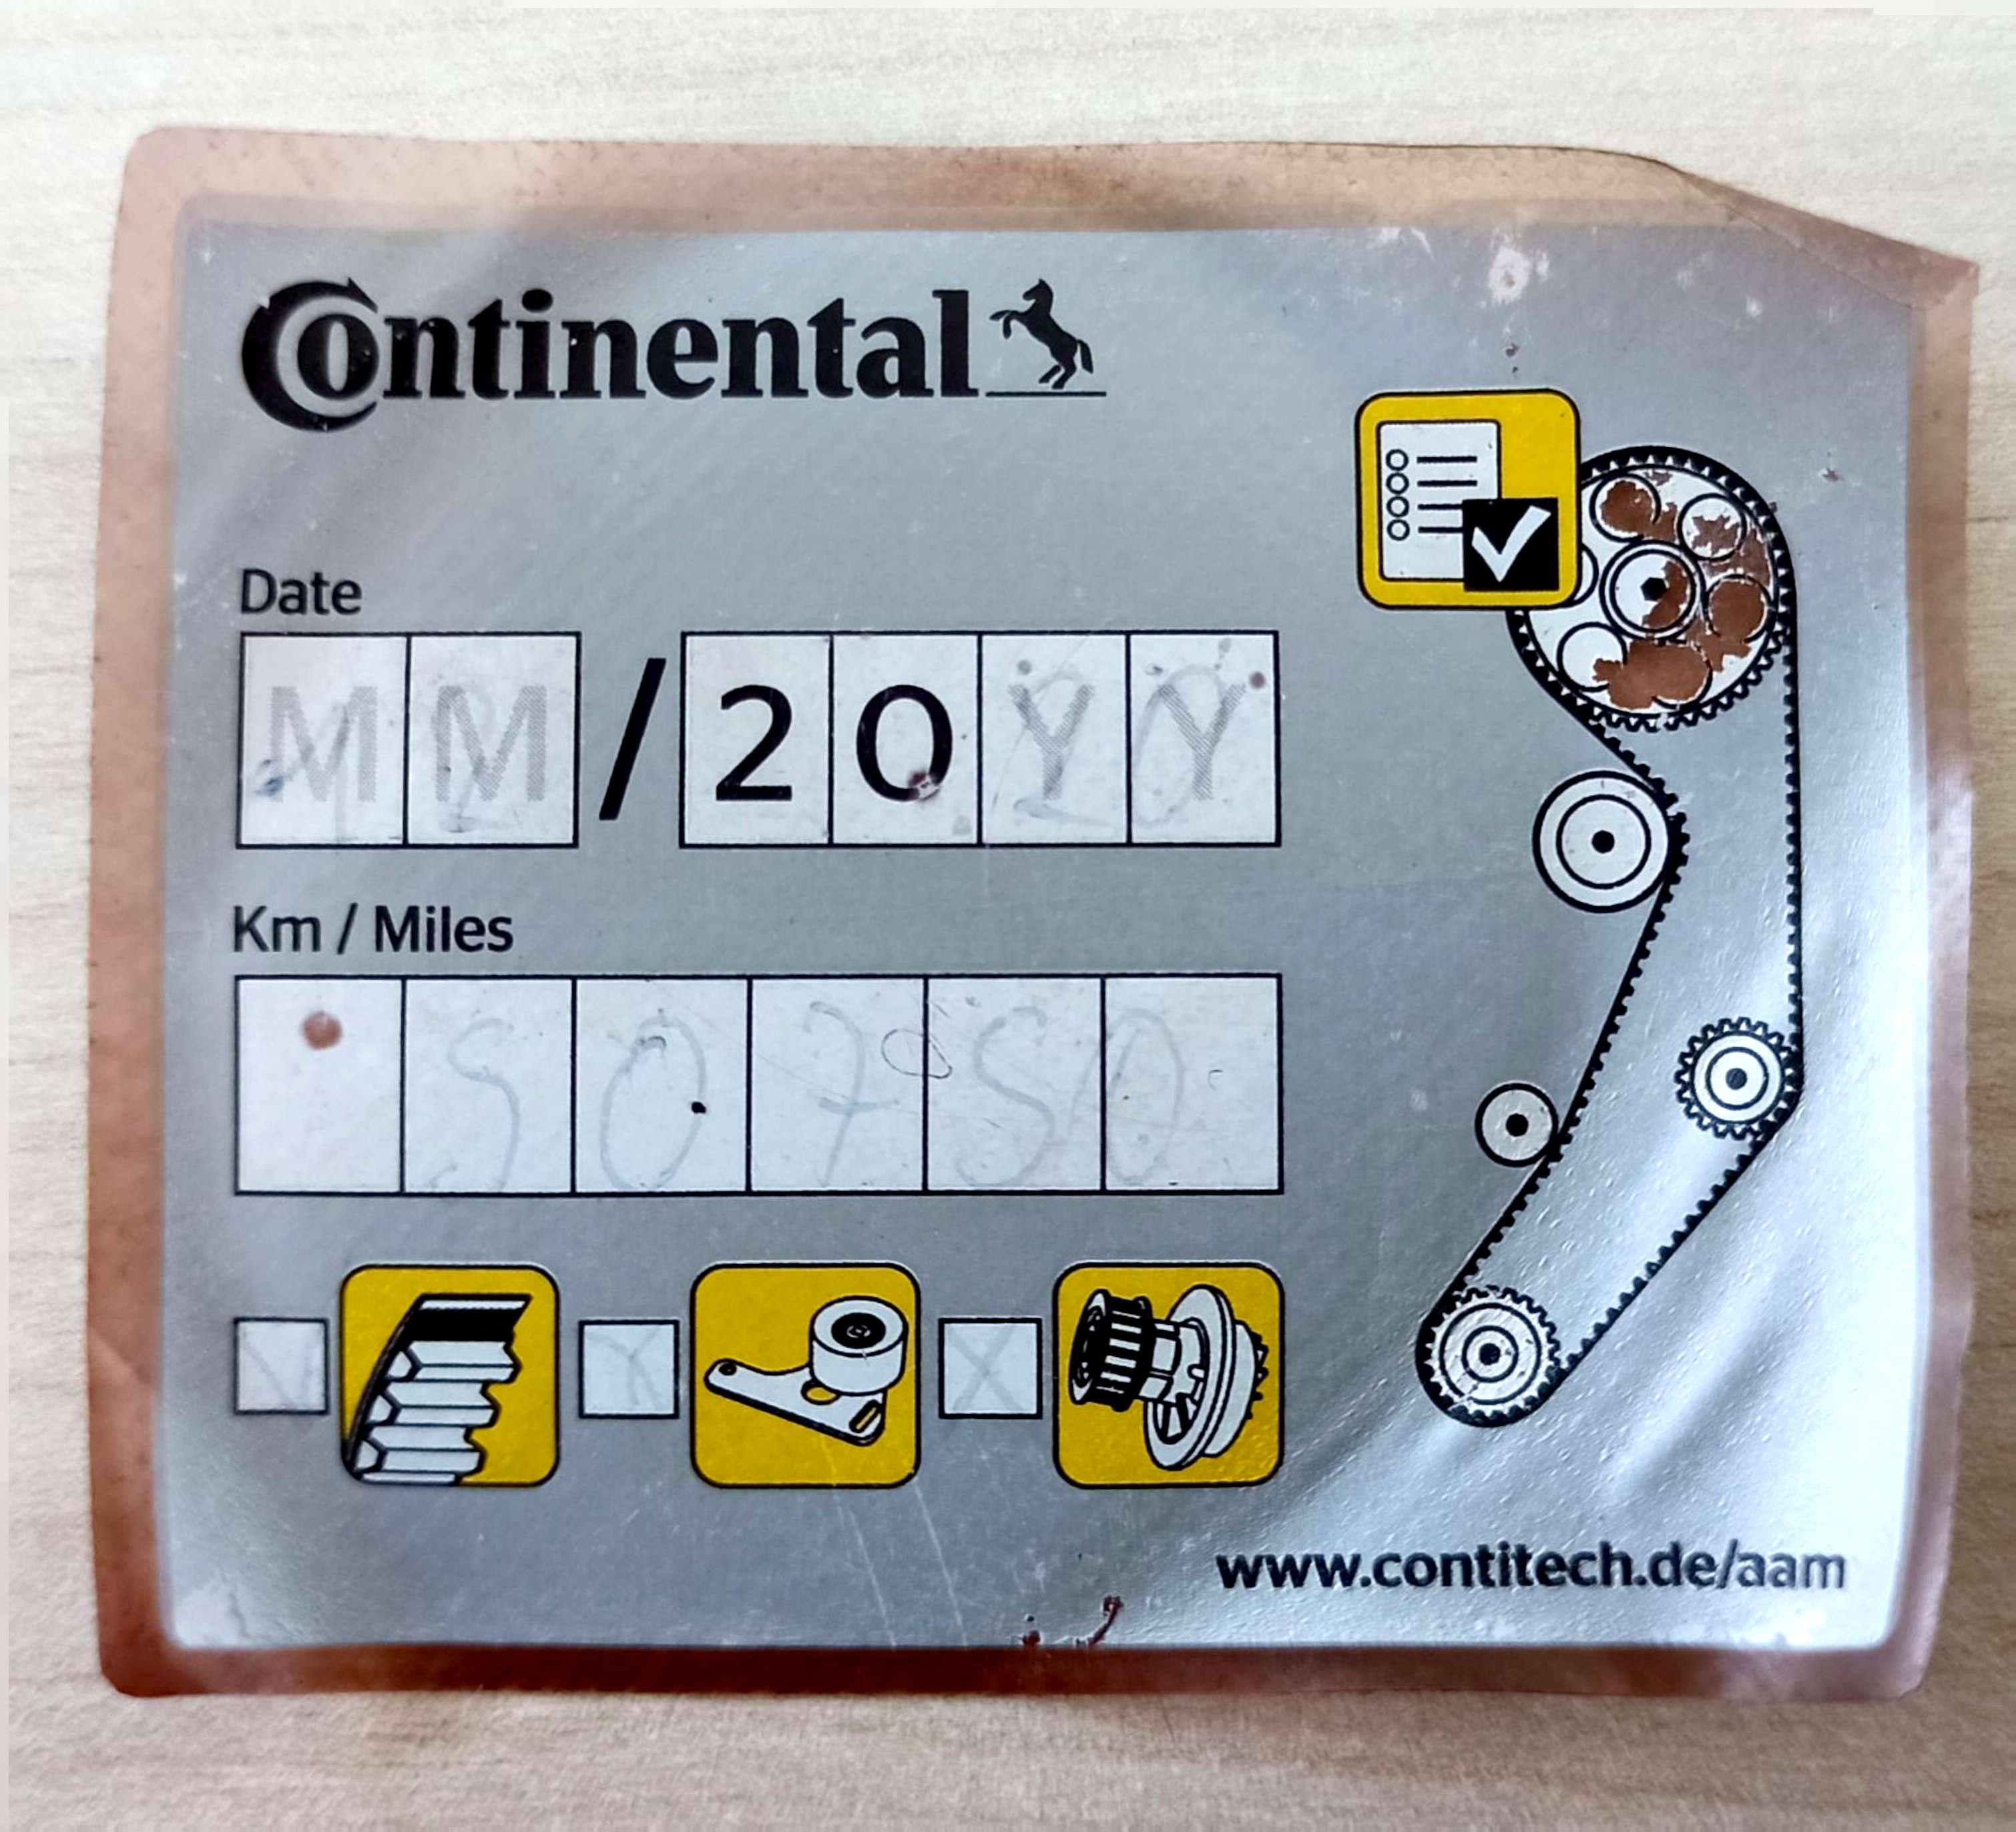 Continental
Date
MM/20YY
Km / Miles
50750
www.contitech.de/aam